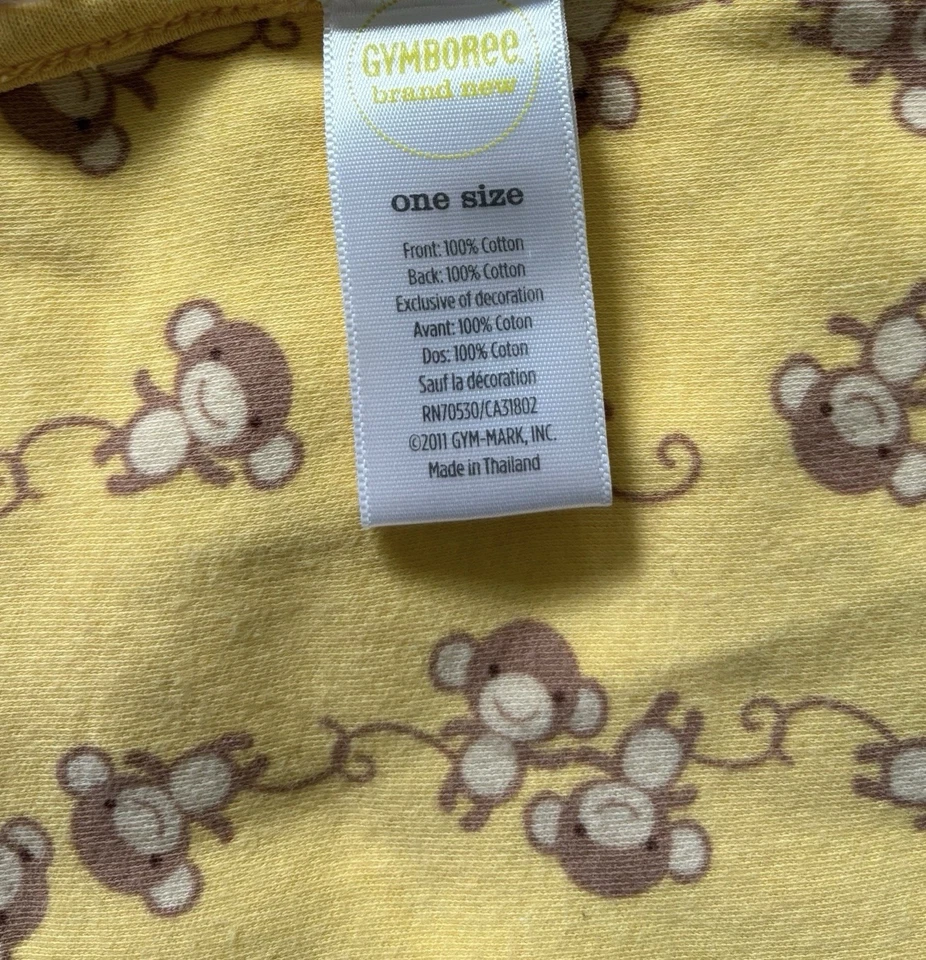 GYMBOREE
brand new
one size
Front: 100% Cotton
Back: 100% Cotton
Exclusive of decoration
Avant: 100% Coton
Dos: 100% Coton
Sauf la décoration
RN70530/CA31802
©2011 GYM-MARK, INC.
Made in Thailand